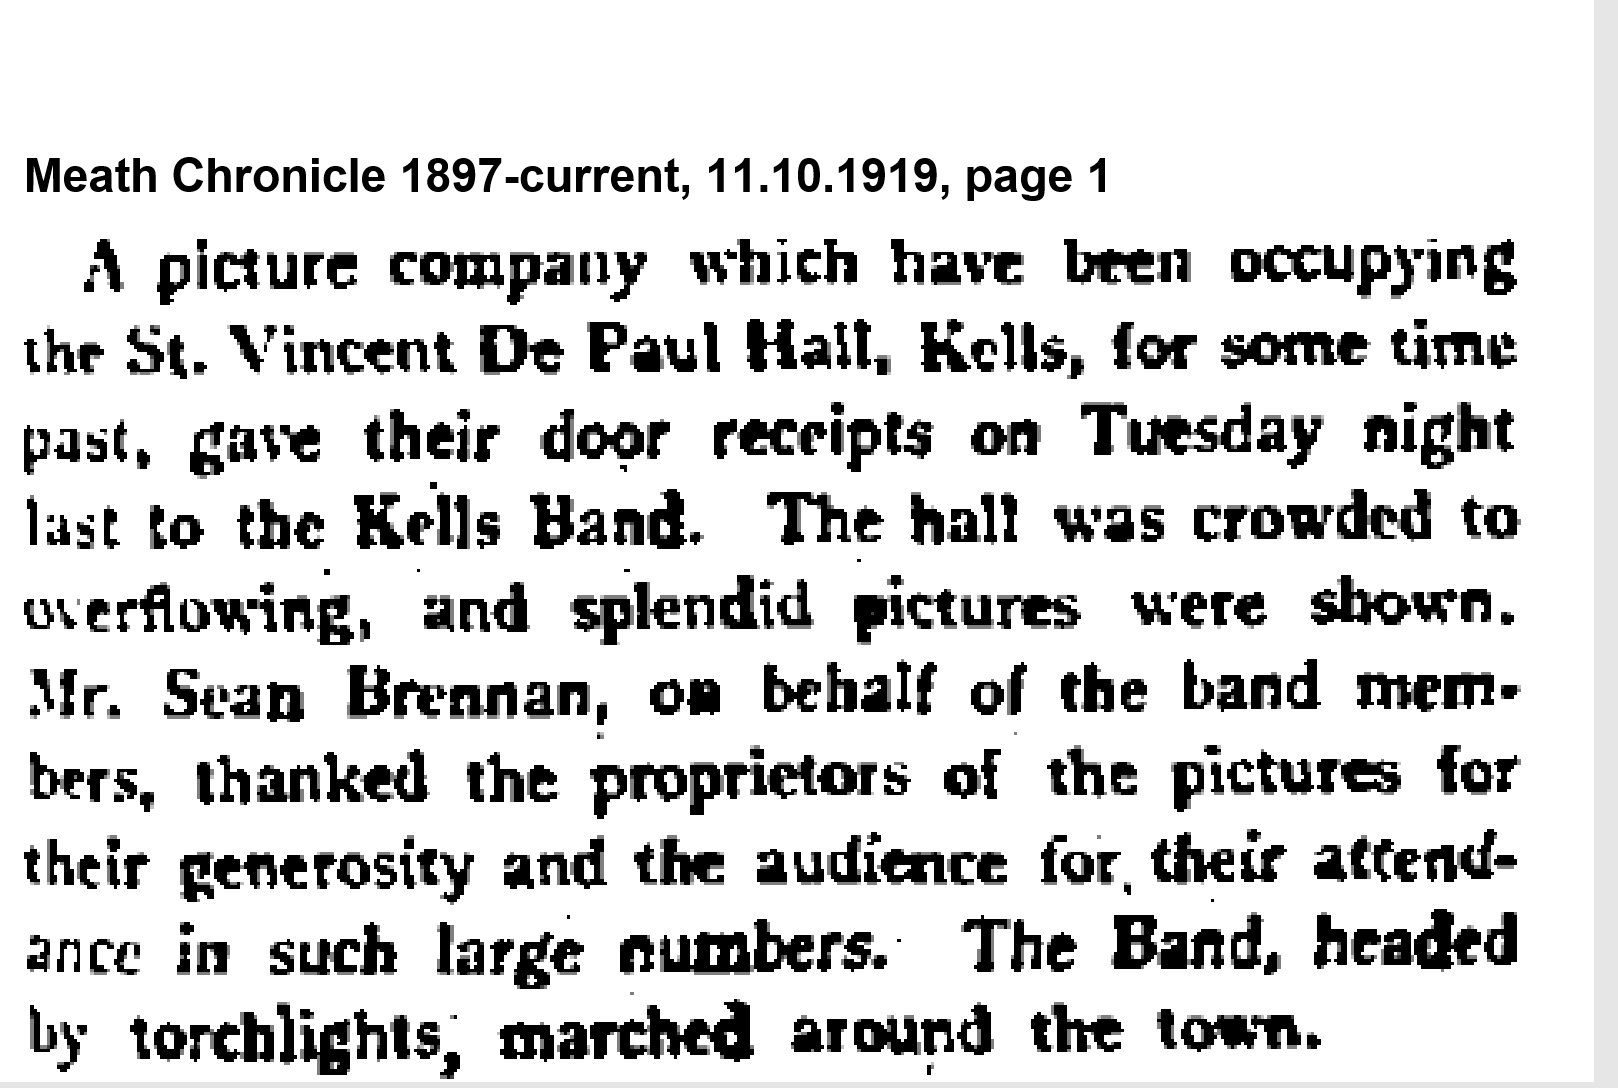 Meath Chronicle 1897-current, 11.10.1919, page 1
A picture company which have been occupying
the St. Vincent De Paul Hall, Kells, for some time
past, gave their door receipts on Tuesday night
last to the Kells Band. The hall was crowded to
overflowing, and splendid pictures were shown.
Mr. Sean Brennan, on behalf of the band mem-
bers, thanked the proprietors of the pictures for
their generosity and the audience for their attend-
ance in such large numbers. The Band, headed
by torchlights, marched around the town.